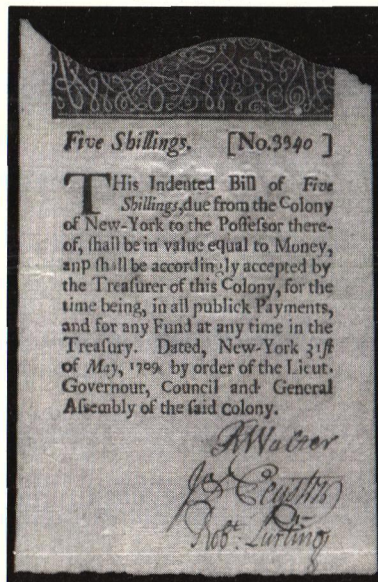 Five Shillings, [No.3940 ]
THis Indented Bill of Five
Shillings,due from the Colony
of New-York to the Poſſeſſor there-
of, ſhall be in value equal to Money,
anp ſhall be accordingly accepted by
the Treaſurer of this Colony, for the
time being, in all publick Payments,
and for any Fund at any time in the
Treaſury. Dated, New-York 31ſt
of May, 1709. by order of the Lieut.
Governour, Council and General
Aſſembly of the ſaid colony.
RWalter
Robt. Lurting